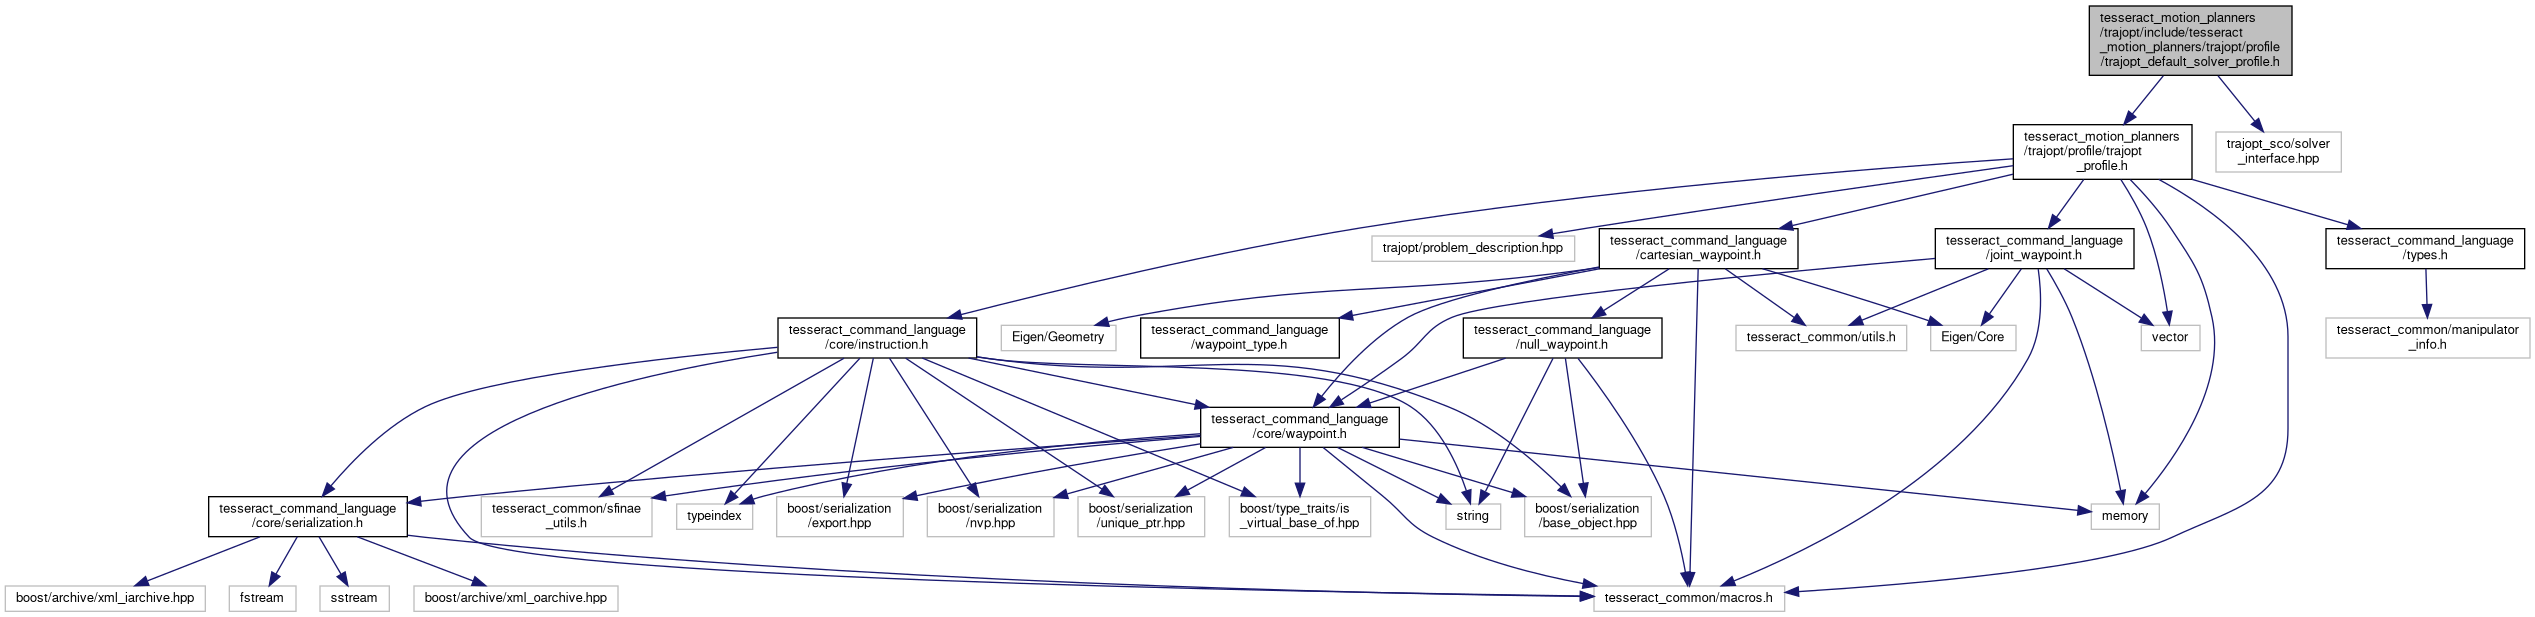 tesseract_motion_planners
/trajopt/include/tesseract
_motion_planners/trajopt/profile
/trajopt_default_solver_profile.h
tesseract_motion_planners
/trajopt/profile/trajopt
_profile.h
trajopt_sco/solver
_interface.hpp
trajopt/problem_description.hpp
tesseract_command_language
/cartesian_waypoint.h
tesseract_command_language
/joint_waypoint.h
tesseract_command_language
/types.h
tesseract_command_language
/core/instruction.h
Eigen/Geometry
tesseract_command_language
/waypoint_type.h
tesseract_command_language
/null_waypoint.h
tesseract_common/utils.h
Eigen/Core
vector
tesseract_common/manipulator
_info.h
tesseract_command_language
/core/waypoint.h
tesseract_command_language
/core/serialization.h
tesseract_common/sfinae
_utils.h
typeindex
boost/serialization
/export.hpp
boost/serialization
/nvp.hpp
boost/serialization
/unique_ptr.hpp
boost/type_traits/is
_virtual_base_of.hpp
string
boost/serialization
/base_object.hpp
memory
boost/archive/xml_iarchive.hpp
fstream
sstream
boost/archive/xml_oarchive.hpp
tesseract_common/macros.h